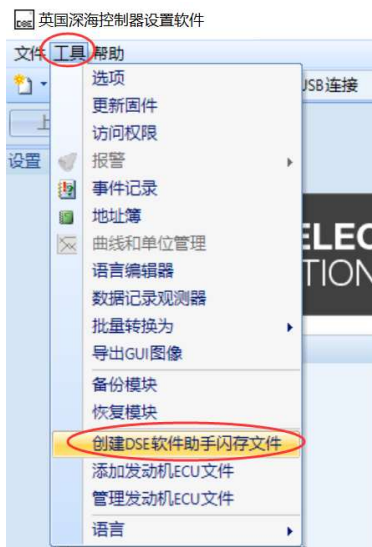 DSE 英国深海控制器设置软件
文件 工具 帮助
选项
JSB连接
更新固件
上
访问权限
设置
报警
事件记录
地址簿
曲线和单位管理
ELEC
语言编辑器
TION
数据记录观测器
批量转换为
导出GUI图像
备份模块
恢复模块
创建DSE软件助手闪存文件
添加发动机ECU文件
管理发动机ECU文件
语言